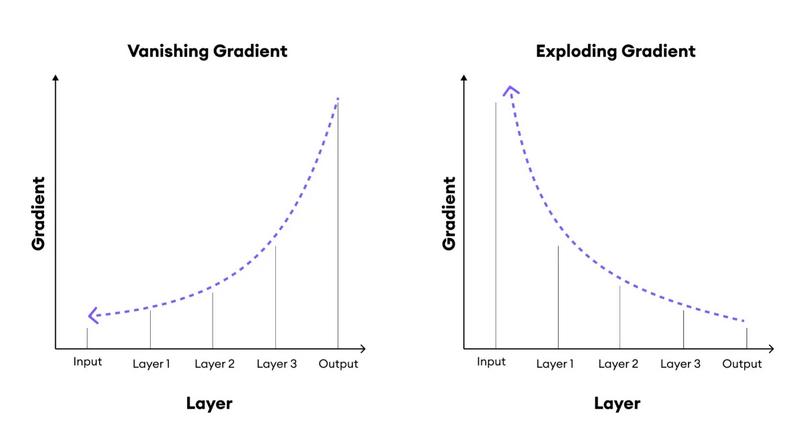 Vanishing Gradient
Gradient
Input
Layer 1
Layer 2
Layer 3
Output
Layer
Exploding Gradient
Gradient
Input
Layer 1
Layer 2
Layer 3
Output
Layer